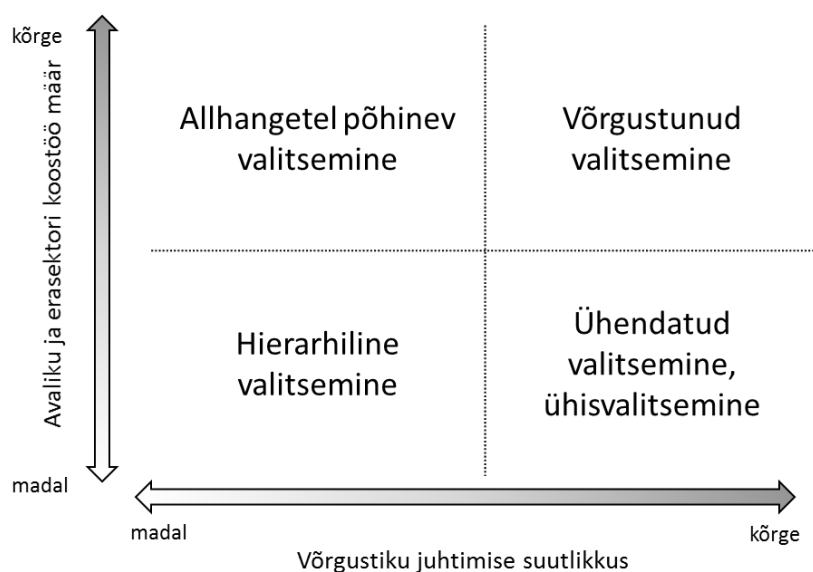 kõrge
Avaliku ja erasektori koostöö määr
Allhangetel põhinev
valitsemine
Võrgustunud
valitsemine
Hierarhiline
valitsemine
Ühendatud
valitsemine,
ühisvalitsemine
madal
madal
kõrge
Võrgustiku juhtimise suutlikkus